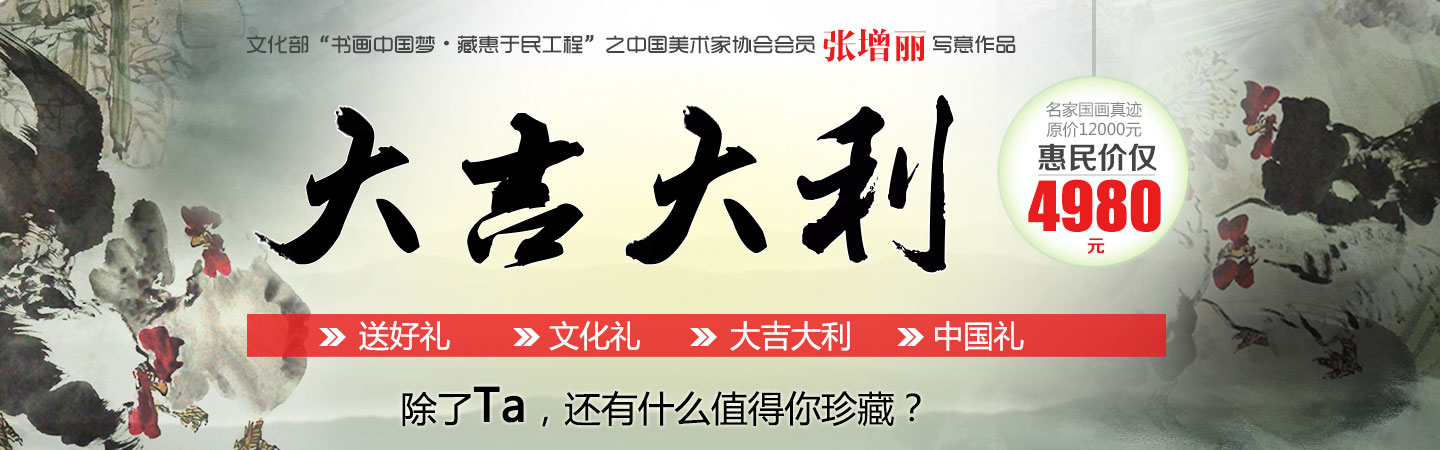 文化部“书画中国梦·藏惠于民工程”之中国美术家协会会员 张增丽 写意作品
大吉大利
名家国画真迹
原价12000元
惠民价仅
4980
元
送好礼 文化礼 大吉大利 中国礼
除了Ta，还有什么值得你珍藏？